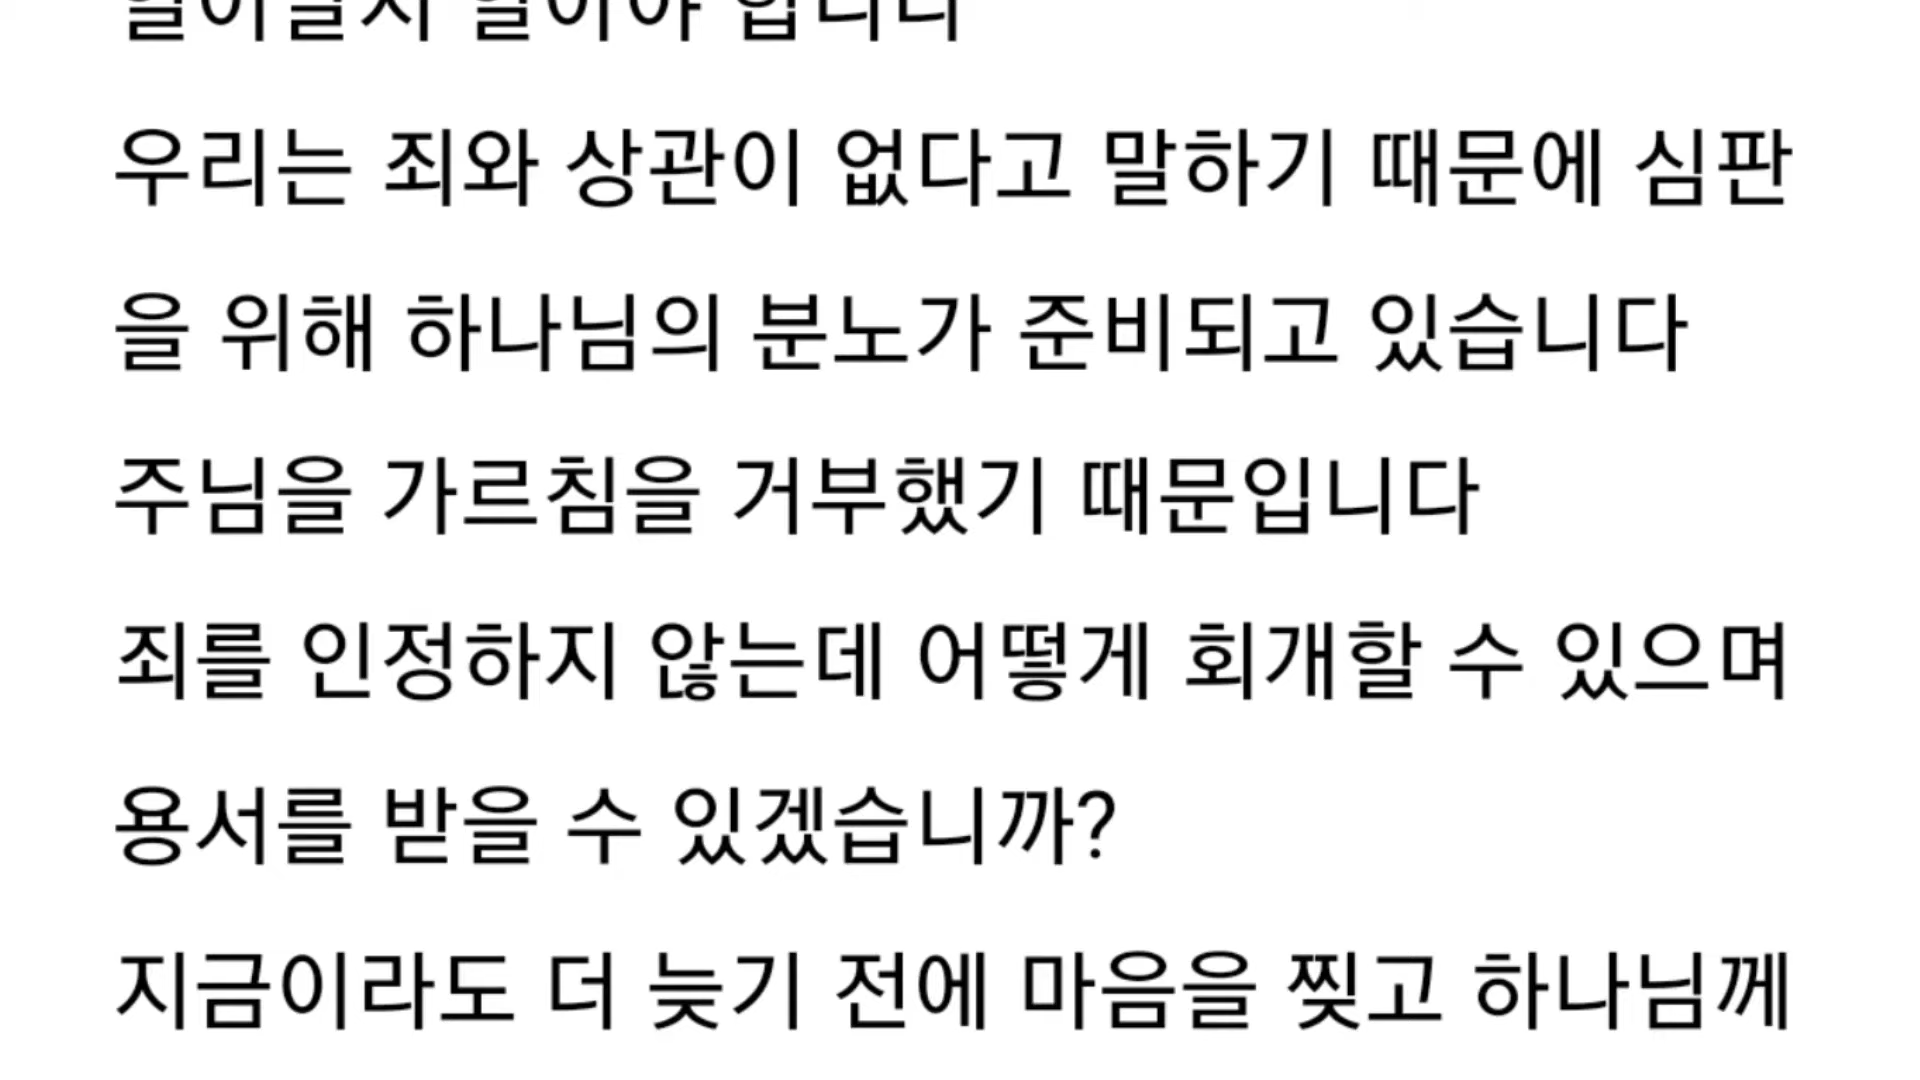 우리는 죄와 상관이 없다고 말하기 때문에 심판
을 위해 하나님의 분노가 준비되고 있습니다
주님을 가르침을 거부했기 때문입니다
죄를 인정하지 않는데 어떻게 회개할 수 있으며
용서를 받을 수 있겠습니까?
지금이라도 더 늦기 전에 마음을 찢고 하나님께